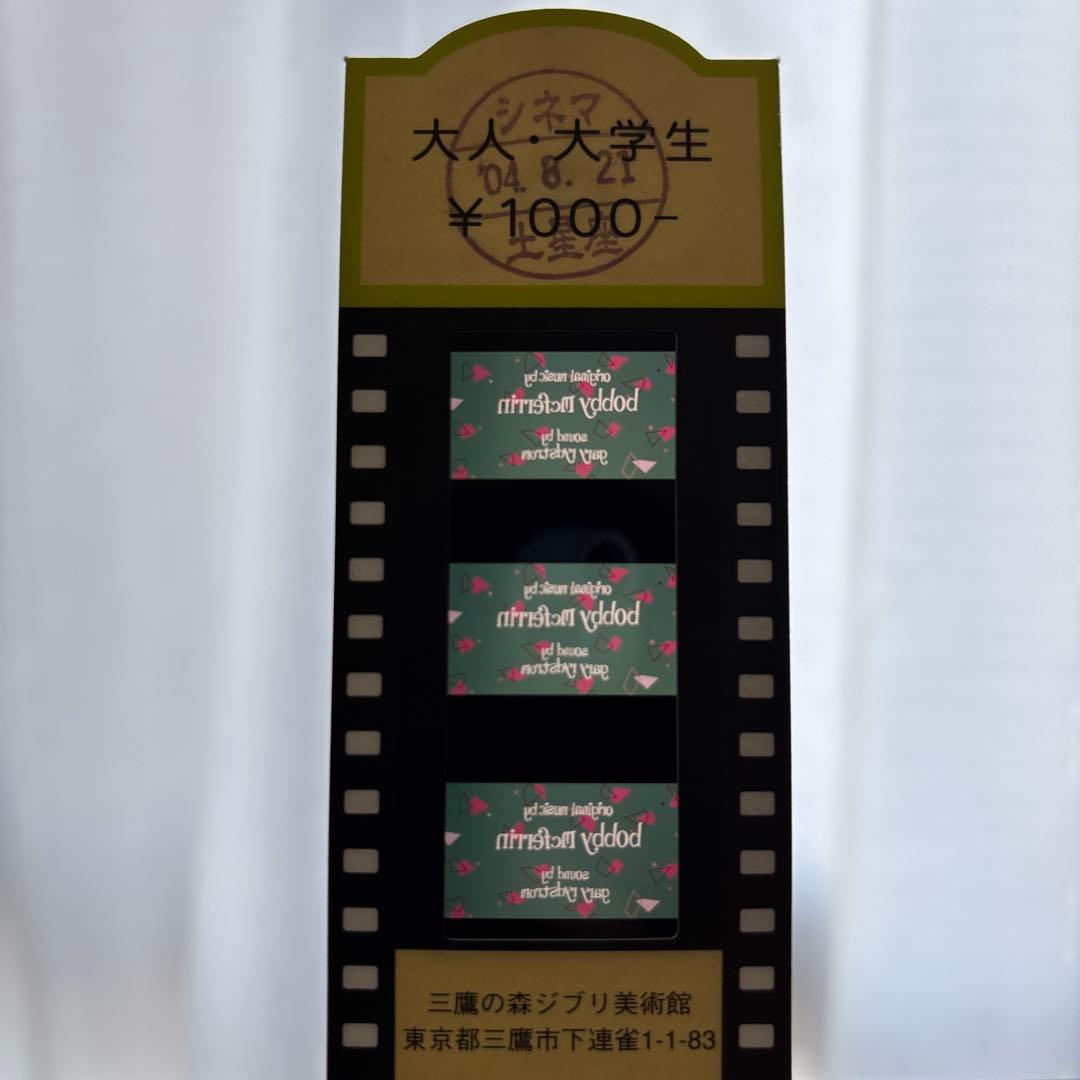 シネマ
大人・大学生
'04. 8. 21
¥1000-
土星座
original music by
bobby mcferrin
sound by
gary rydstrom
original music by
bobby mcferrin
sound by
gary rydstrom
original music by
bobby mcferrin
sound by
gary rydstrom
三鷹の森ジブリ美術館
東京都三鷹市下連雀1-1-83